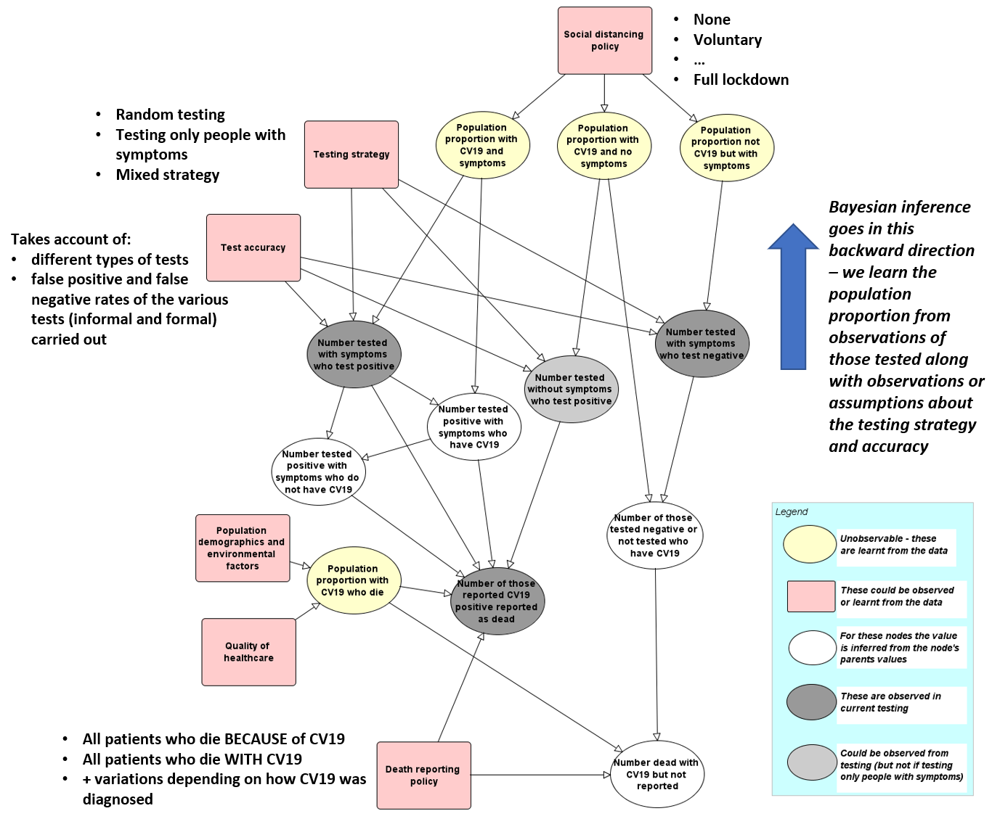 Social distancing
policy
• None
• Voluntary
• ...
• Full lockdown
• Random testing
• Testing only people with
symptoms
• Mixed strategy
Testing strategy
Population
proportion with
CV19 and
symptoms
Population
proportion with
CV19 and no
symptoms
Population
proportion not
CV19 but with
symptoms
Takes account of:
• different types of tests
• false positive and false
negative rates of the various
tests (informal and formal)
carried out
Test accuracy
Bayesian inference
goes in this
backward direction
– we learn the
population
proportion from
observations of
those tested along
with observations or
assumptions about
the testing strategy
and accuracy
Number tested
with symptoms
who test positive
Number tested
without symptoms
who test positive
Number tested
with symptoms
who test negative
Number tested
positive with
symptoms who
have CV19
Number tested
positive with
symptoms who do
not have CV19
Population
demographics and
environmental
factors
Population
proportion with
CV19 who die
Number of those
reported CV19
positive reported
as dead
Number of those
tested negative or
not tested who
have CV19
Quality of
healthcare
• All patients who die BECAUSE of CV19
• All patients who die WITH CV19
• + variations depending on how CV19 was
diagnosed
Death reporting
policy
Number dead with
CV19 but not
reported
Legend
Unobservable - these
are learnt from the data
These could be observed
or learnt from the data
For these nodes the value
is inferred from the node's
parents values
These are observed in
current testing
Could be observed from
testing (but not if testing
only people with symptoms)